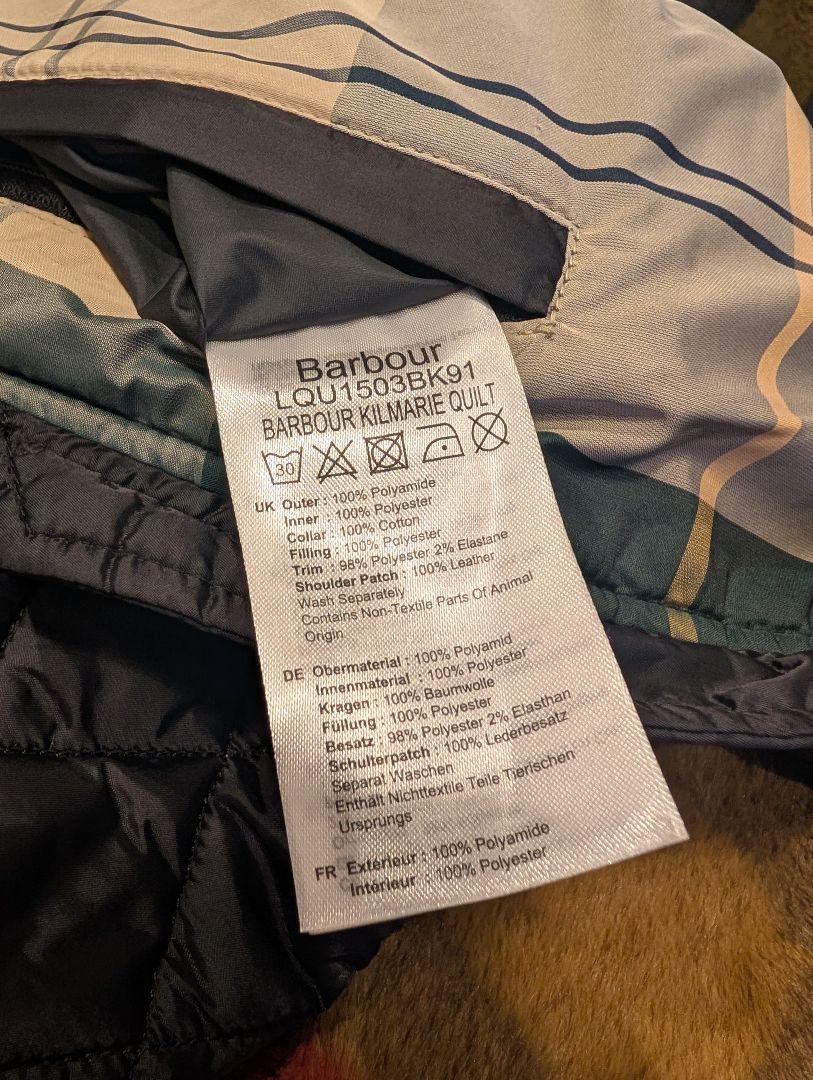 Barbour
LQU1503BK91
BARBOUR KILMARIE QUILT
30
UK Outer : 100% Polyamide
Inner : 100% Polyester
Collar : 100% Cotton
Filling : 100% Polyester
Trim : 98% Polyester 2% Elastane
Shoulder Patch : 100% Leather
Wash Separately
Contains Non-Textile Parts Of Animal
Origin
DE Obermaterial : 100% Polyamid
Innenmaterial : 100% Polyester
Kragen : 100% Baumwolle
Füllung : 100% Polyester
Besatz : 98% Polyester 2% Elasthan
Schulterpatch : 100% Lederbesatz
Separat Waschen
Enthält Nichttextile Teile Tierischen
Ursprungs
FR Extérieur : 100% Polyamide
Intérieur : 100% Polyester